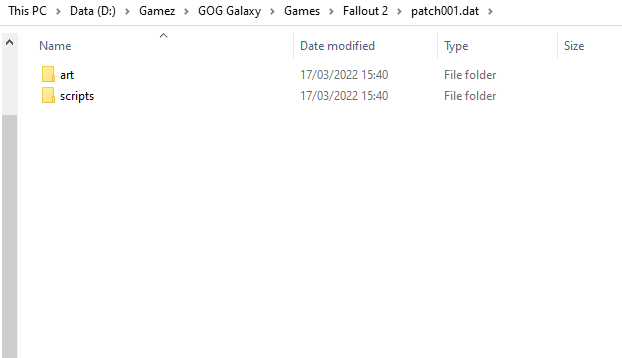 This PC > Data (D:) > Gamez > GOG Galaxy > Games > Fallout 2 > patch001.dat >
Name Date modified Type Size
art 17/03/2022 15:40 File folder
scripts 17/03/2022 15:40 File folder